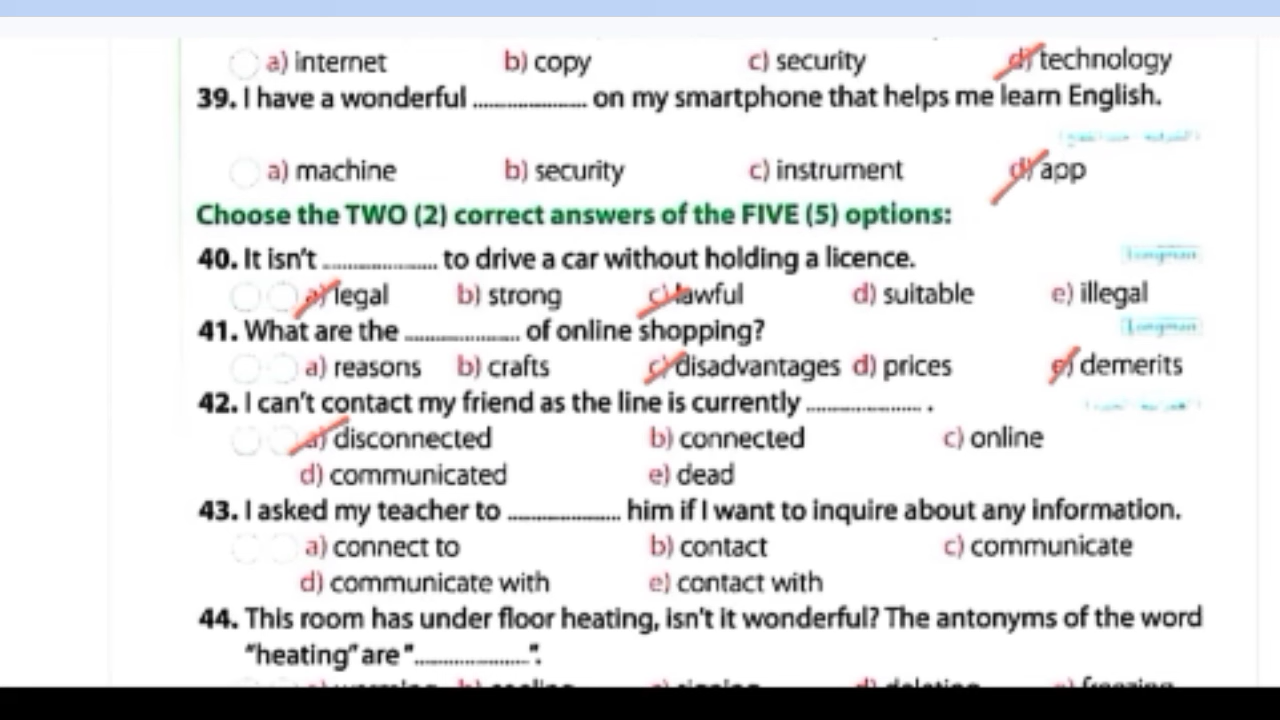 a) internet b) copy c) security d) technology
39. I have a wonderful .................... on my smartphone that helps me learn English.
a) machine b) security c) instrument d) app
Choose the TWO (2) correct answers of the FIVE (5) options:
40. It isn't .................... to drive a car without holding a licence. Longman
a) legal b) strong c) lawful d) suitable e) illegal
41. What are the .................... of online shopping? Longman
a) reasons b) crafts c) disadvantages d) prices e) demerits
42. I can't contact my friend as the line is currently .................... .
a) disconnected b) connected c) online
d) communicated e) dead
43. I asked my teacher to .................... him if I want to inquire about any information.
a) connect to b) contact c) communicate
d) communicate with e) contact with
44. This room has under floor heating, isn't it wonderful? The antonyms of the word
"heating" are "....................".